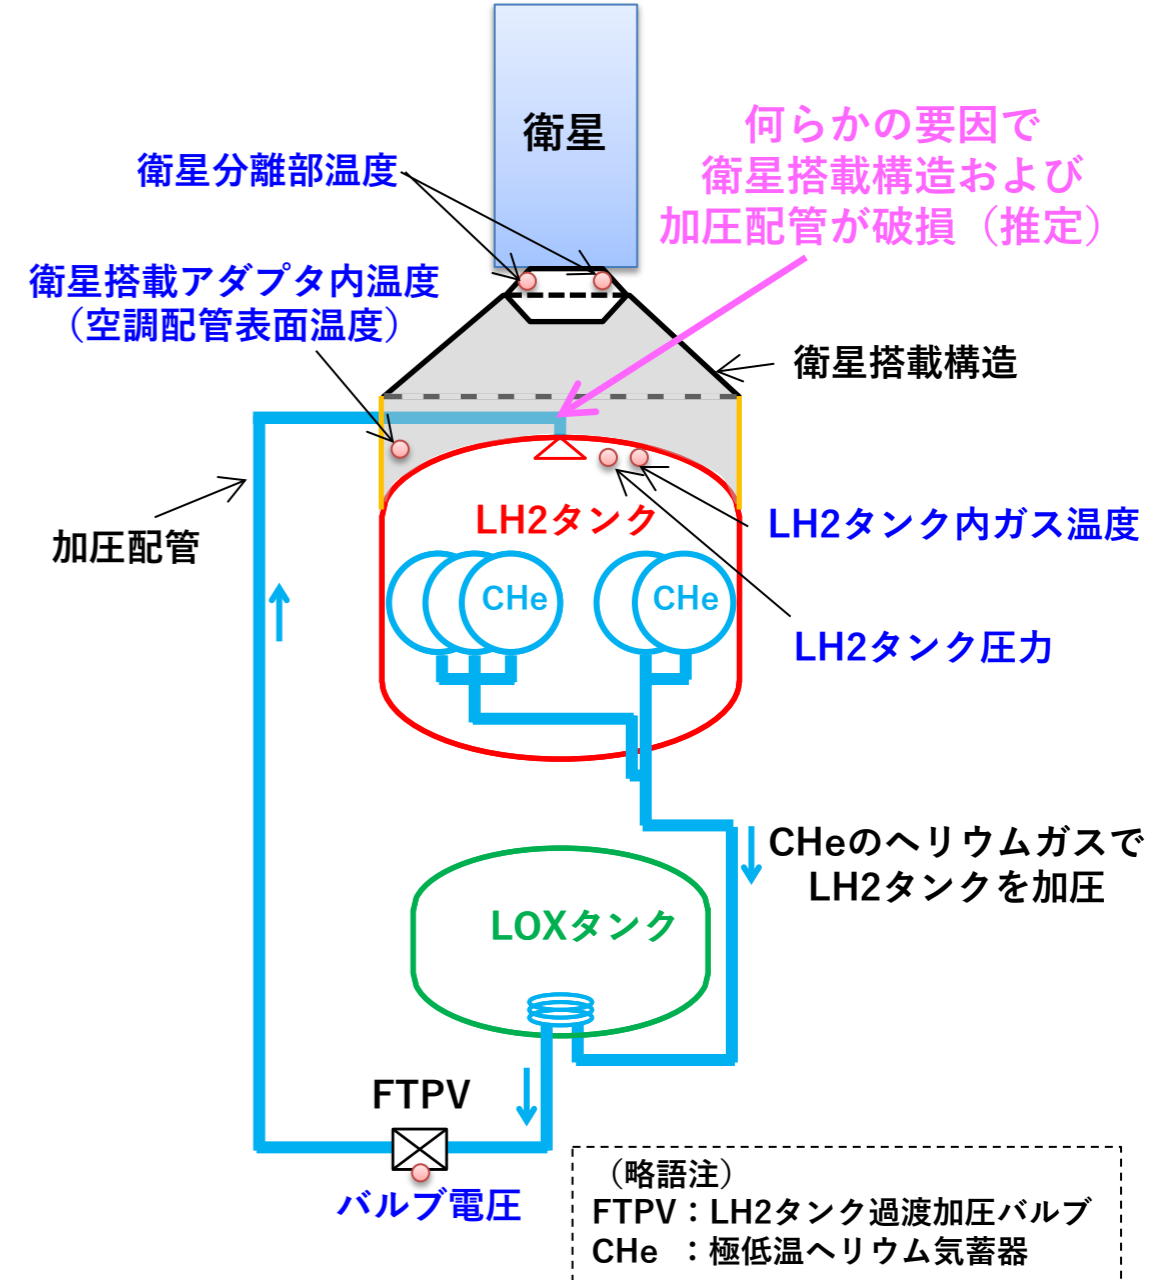 衛星
何らかの要因で
衛星搭載構造および
加圧配管が破損（推定）
衛星分離部温度
衛星搭載アダプタ内温度
（空調配管表面温度）
衛星搭載構造
加圧配管
LH2タンク
LH2タンク内ガス温度
CHe
CHe
LH2タンク圧力
CHeのヘリウムガスで
LH2タンクを加圧
LOXタンク
FTPV
バルブ電圧
（略語注）
FTPV：LH2タンク過渡加圧バルブ
CHe ：極低温ヘリウム気蓄器